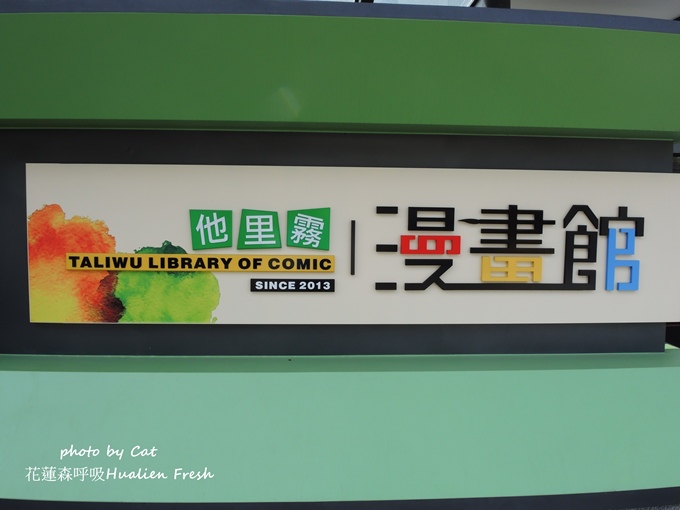 他里霧
TALIWU LIBRARY OF COMIC
SINCE 2013
漫畫館
photo by Cat
花蓮森呼吸Hualien Fresh